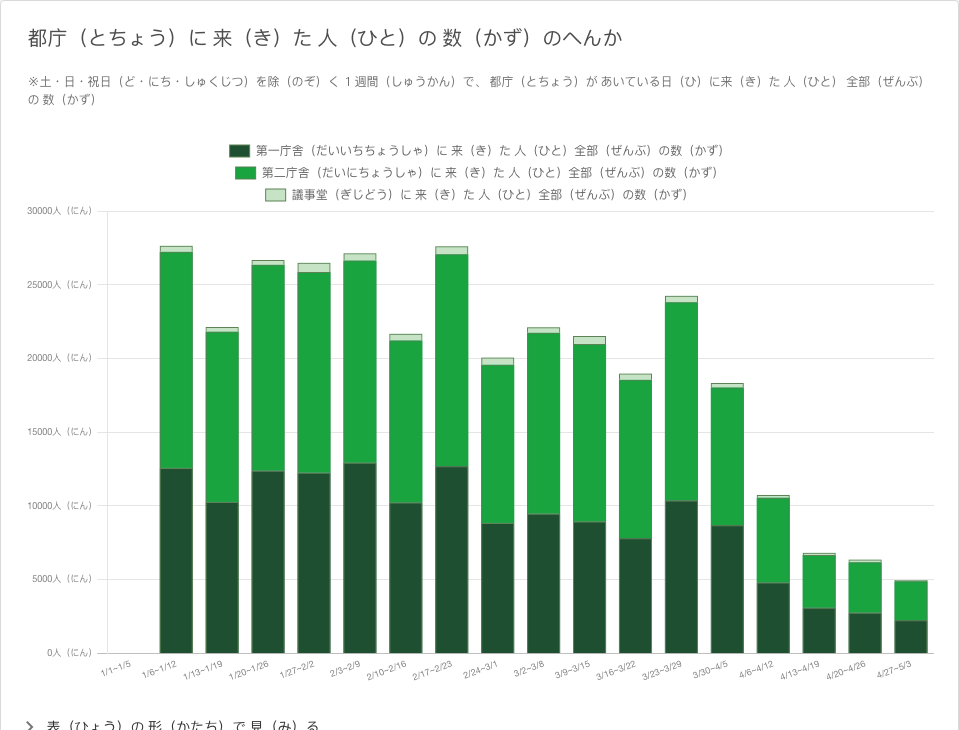 都庁（とちょう）に 来（き）た 人（ひと）の 数（かず）のへんか
※土・日・祝日（ど・にち・しゅくじつ）を除（のぞ）く 1 週間（しゅうかん）で、 都庁（とちょう）が あいている日（ひ）に来（き）た 人（ひと） 全部（ぜんぶ）
の 数（かず）
第一庁舎（だいいちちょうしゃ）に 来（き）た 人（ひと）全部（ぜんぶ）の数（かず）
第二庁舎（だいにちょうしゃ）に 来（き）た 人（ひと）全部（ぜんぶ）の数（かず）
議事堂（ぎじどう）に 来（き）た 人（ひと）全部（ぜんぶ）の数（かず）
30000人（にん）
25000人（にん）
20000人（にん）
15000人（にん）
10000人（にん）
5000人（にん）
0人（にん）
1/1~1/5
1/6~1/12
1/13~1/19
1/20~1/26
1/27~2/2
2/3~2/9
2/10~2/16
2/17~2/23
2/24~3/1
3/2~3/8
3/9~3/15
3/16~3/22
3/23~3/29
3/30~4/5
4/6~4/12
4/13~4/19
4/20~4/26
4/27~5/3
表（ひょう）の 形（かたち）で 見（み）る